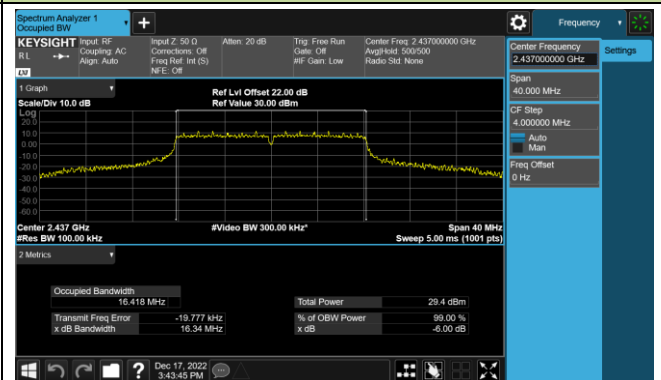 Spectrum Analyzer 1
Occupied BW
+
Frequency
KEYSIGHT
RL
Input: RF
Coupling: AC
Align: Auto
Input Z: 50 Ω
Corrections: Off
Freq Ref: Int (S)
NFE: Off
Atten: 20 dB
Trig: Free Run
Gate: Off
#IF Gain: Low
Center Freq: 2.437000000 GHz
Avg|Hold: 500/500
Radio Std: None
LXI
1 Graph
Scale/Div 10.0 dB
Ref Lvl Offset 22.00 dB
Ref Value 30.00 dBm
Log
20.0
10.0
0.00
-10.0
-20.0
-30.0
-40.0
-50.0
-60.0
Center 2.437 GHz
#Video BW 300.00 kHz*
Span 40 MHz
#Res BW 100.00 kHz
Sweep 5.00 ms (1001 pts)
2 Metrics
Occupied Bandwidth
16.418 MHz
Total Power 29.4 dBm
Transmit Freq Error -19.777 kHz
% of OBW Power 99.00 %
x dB Bandwidth 16.34 MHz
x dB -6.00 dB
Center Frequency
2.437000000 GHz
Settings
Span
40.000 MHz
CF Step
4.000000 MHz
Auto
Man
Freq Offset
0 Hz
?
Dec 17, 2022
3:43:45 PM